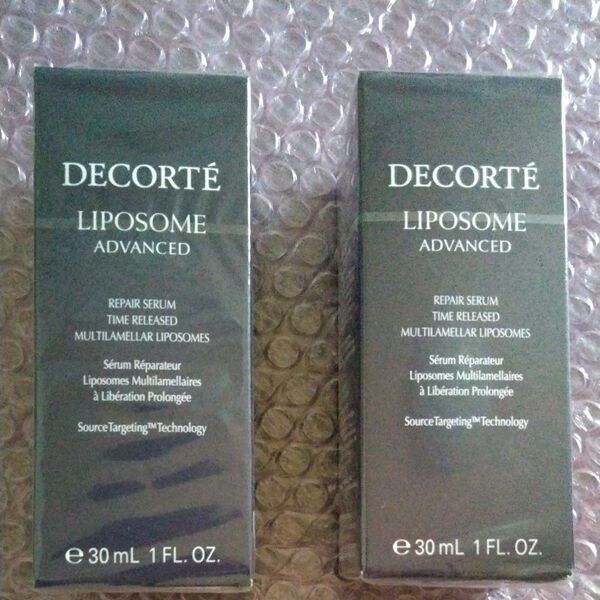 DECORTÉ
LIPOSOME
ADVANCED
REPAIR SERUM
TIME RELEASED
MULTILAMELLAR LIPOSOMES
Sérum Réparateur
Liposomes Multilamellaires
à Libération Prolongée
SourceTargeting™Technology
℮ 30 mL 1 FL. OZ.
DECORTÉ
LIPOSOME
ADVANCED
REPAIR SERUM
TIME RELEASED
MULTILAMELLAR LIPOSOMES
Sérum Réparateur
Liposomes Multilamellaires
à Libération Prolongée
SourceTargeting™Technology
℮ 30 mL 1 FL. OZ.